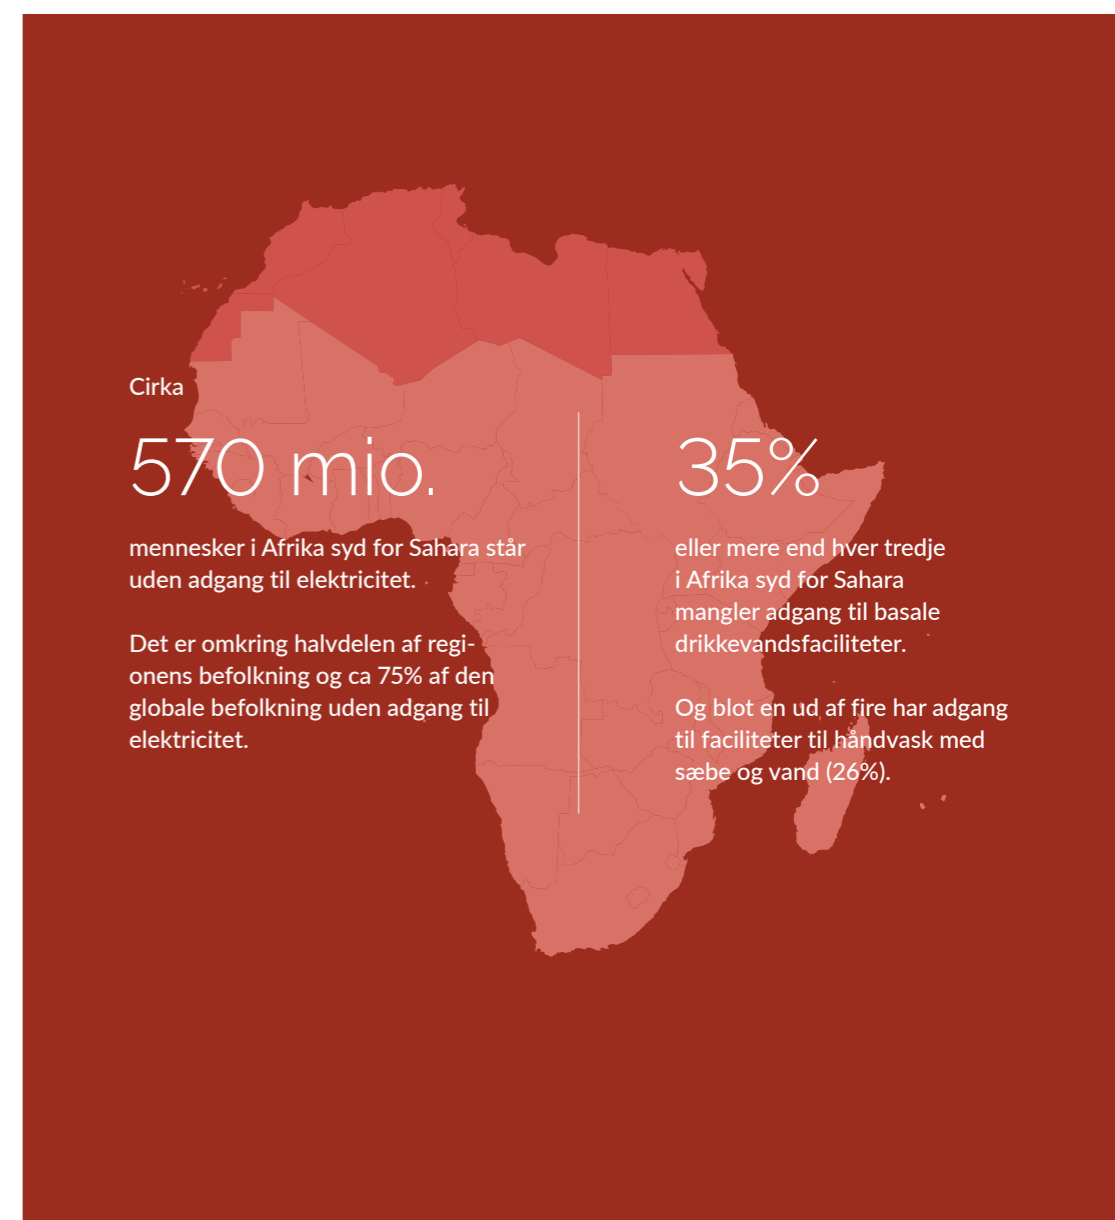 Cirka
570 mio.
mennesker i Afrika syd for Sahara står
uden adgang til elektricitet.
Det er omkring halvdelen af regi-
onens befolkning og ca 75% af den
globale befolkning uden adgang til
elektricitet.
35%
eller mere end hver tredje
i Afrika syd for Sahara
mangler adgang til basale
drikkevandsfaciliteter.
Og blot en ud af fire har adgang
til faciliteter til håndvask med
sæbe og vand (26%).